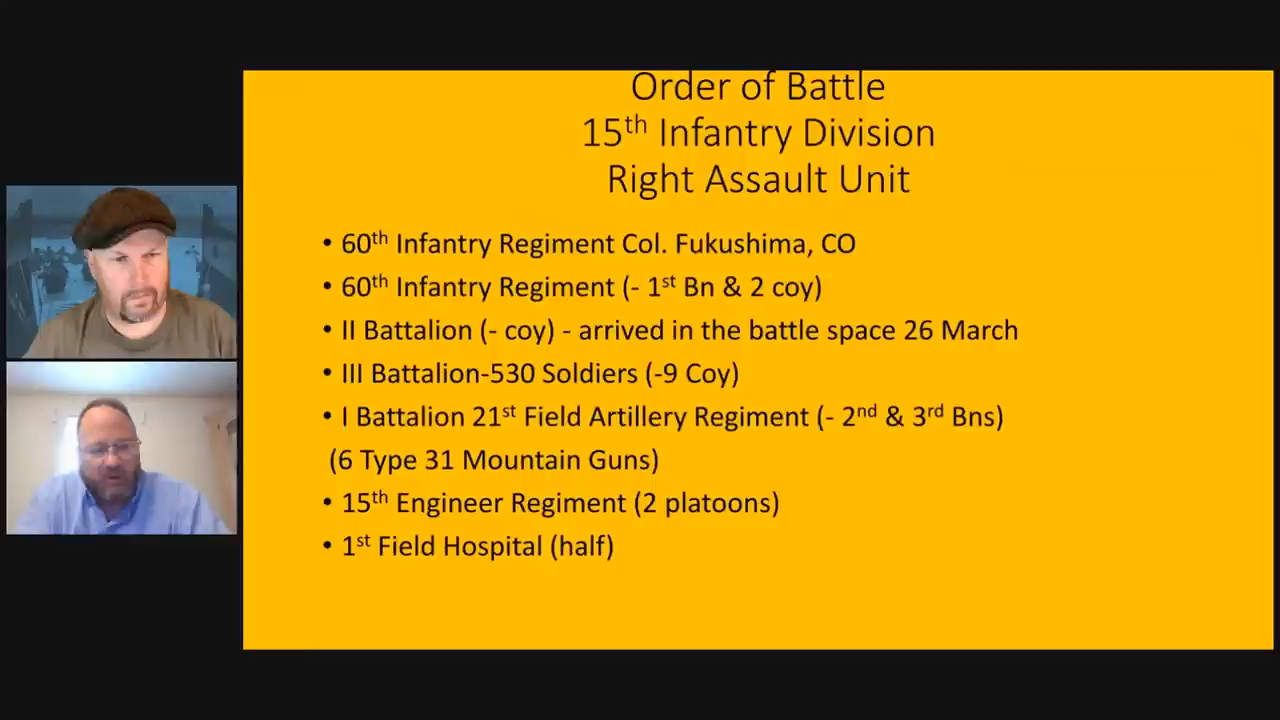 Order of Battle
15th Infantry Division
Right Assault Unit
• 60th Infantry Regiment Col. Fukushima, CO
• 60th Infantry Regiment (- 1st Bn & 2 coy)
• II Battalion (- coy) - arrived in the battle space 26 March
• III Battalion-530 Soldiers (-9 Coy)
• I Battalion 21st Field Artillery Regiment (- 2nd & 3rd Bns)
(6 Type 31 Mountain Guns)
• 15th Engineer Regiment (2 platoons)
• 1st Field Hospital (half)